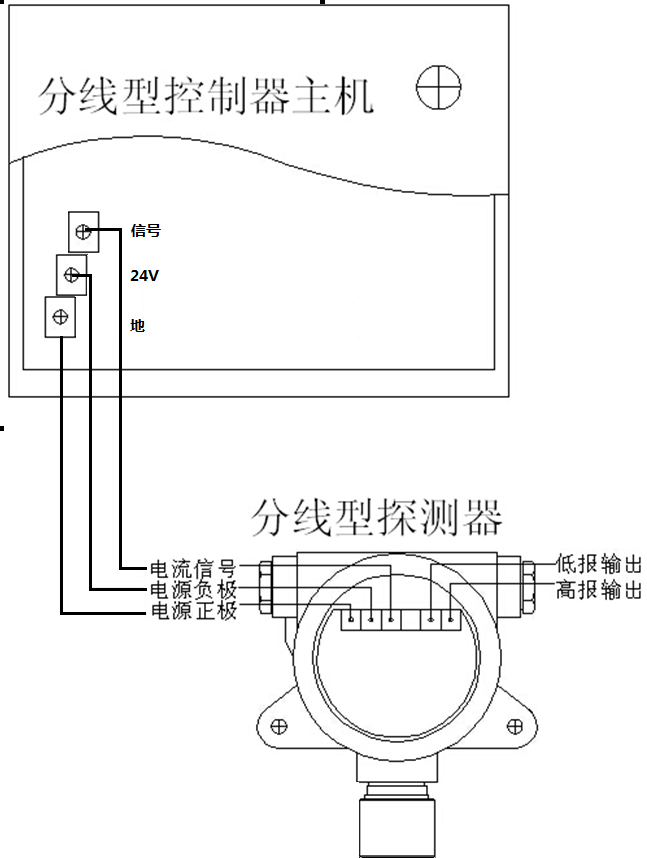 分线型控制器主机
信号
24V
地
分线型探测器
电流信号
电源负极
电源正极
低报输出
高报输出